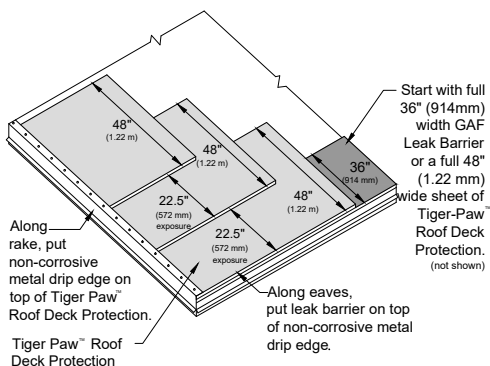 48"
(1.22 m)
48"
(1.22 m)
48"
(1.22 m)
36"
(914 mm)
22.5"
(572 mm)
exposure
22.5"
(572 mm)
exposure
Start with full
36" (914mm)
width GAF
Leak Barrier
or a full 48"
(1.22 mm)
wide sheet of
Tiger-Paw™
Roof Deck
Protection.
(not shown)
Along
rake, put
non-corrosive
metal drip edge on
top of Tiger Paw™
Roof Deck Protection.
Tiger Paw™ Roof
Deck Protection
Along eaves,
put leak barrier on top
of non-corrosive metal
drip edge.